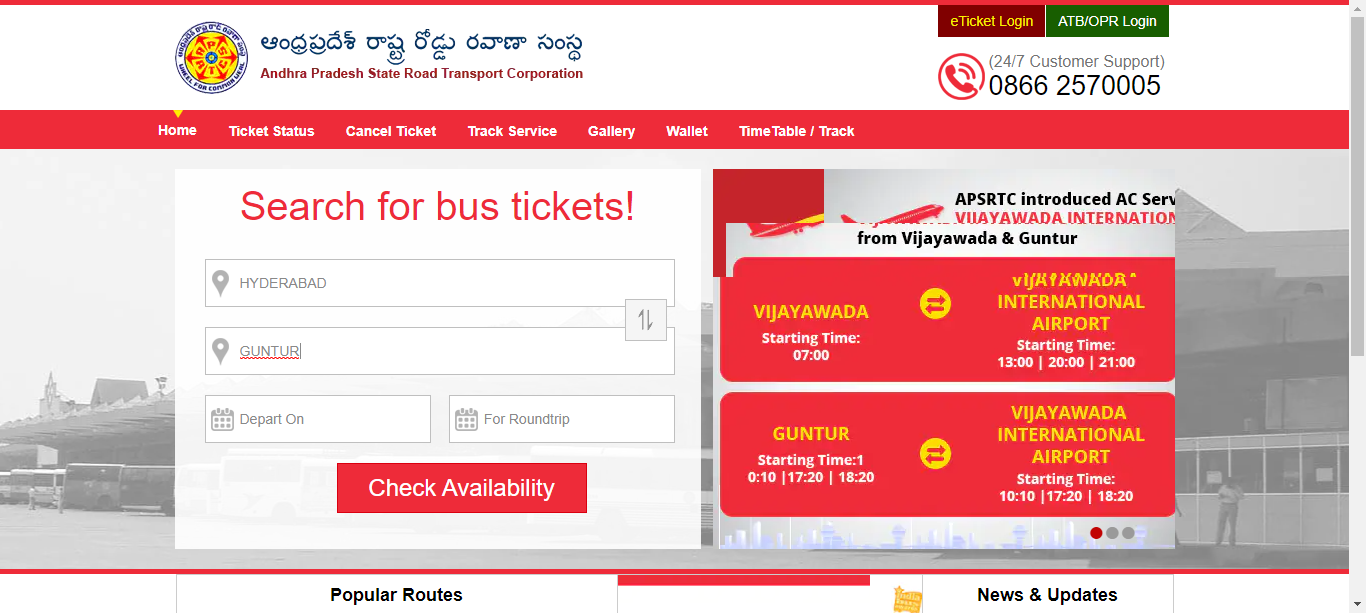 eTicket Login
ATB/OPR Login
ఆంధ్రప్రదేశ్ రాష్ట్ర రోడ్డు రవాణా సంస్థ
Andhra Pradesh State Road Transport Corporation
(24/7 Customer Support)
0866 2570005
Home
Ticket Status
Cancel Ticket
Track Service
Gallery
Wallet
TimeTable / Track
Search for bus tickets!
HYDERABAD
GUNTUR
Depart On
For Roundtrip
Check Availability
APSRTC introduced AC Serv
VIJAYAWADA INTERNATION
from Vijayawada & Guntur
VIJAYAWADA
Starting Time:
07:00
VIJAYAWADA
INTERNATIONAL
AIRPORT
Starting Time:
13:00 | 20:00 | 21:00
GUNTUR
Starting Time:1
0:10 |17:20 | 18:20
VIJAYAWADA
INTERNATIONAL
AIRPORT
Starting Time:
10:10 |17:20 | 18:20
Popular Routes
News & Updates